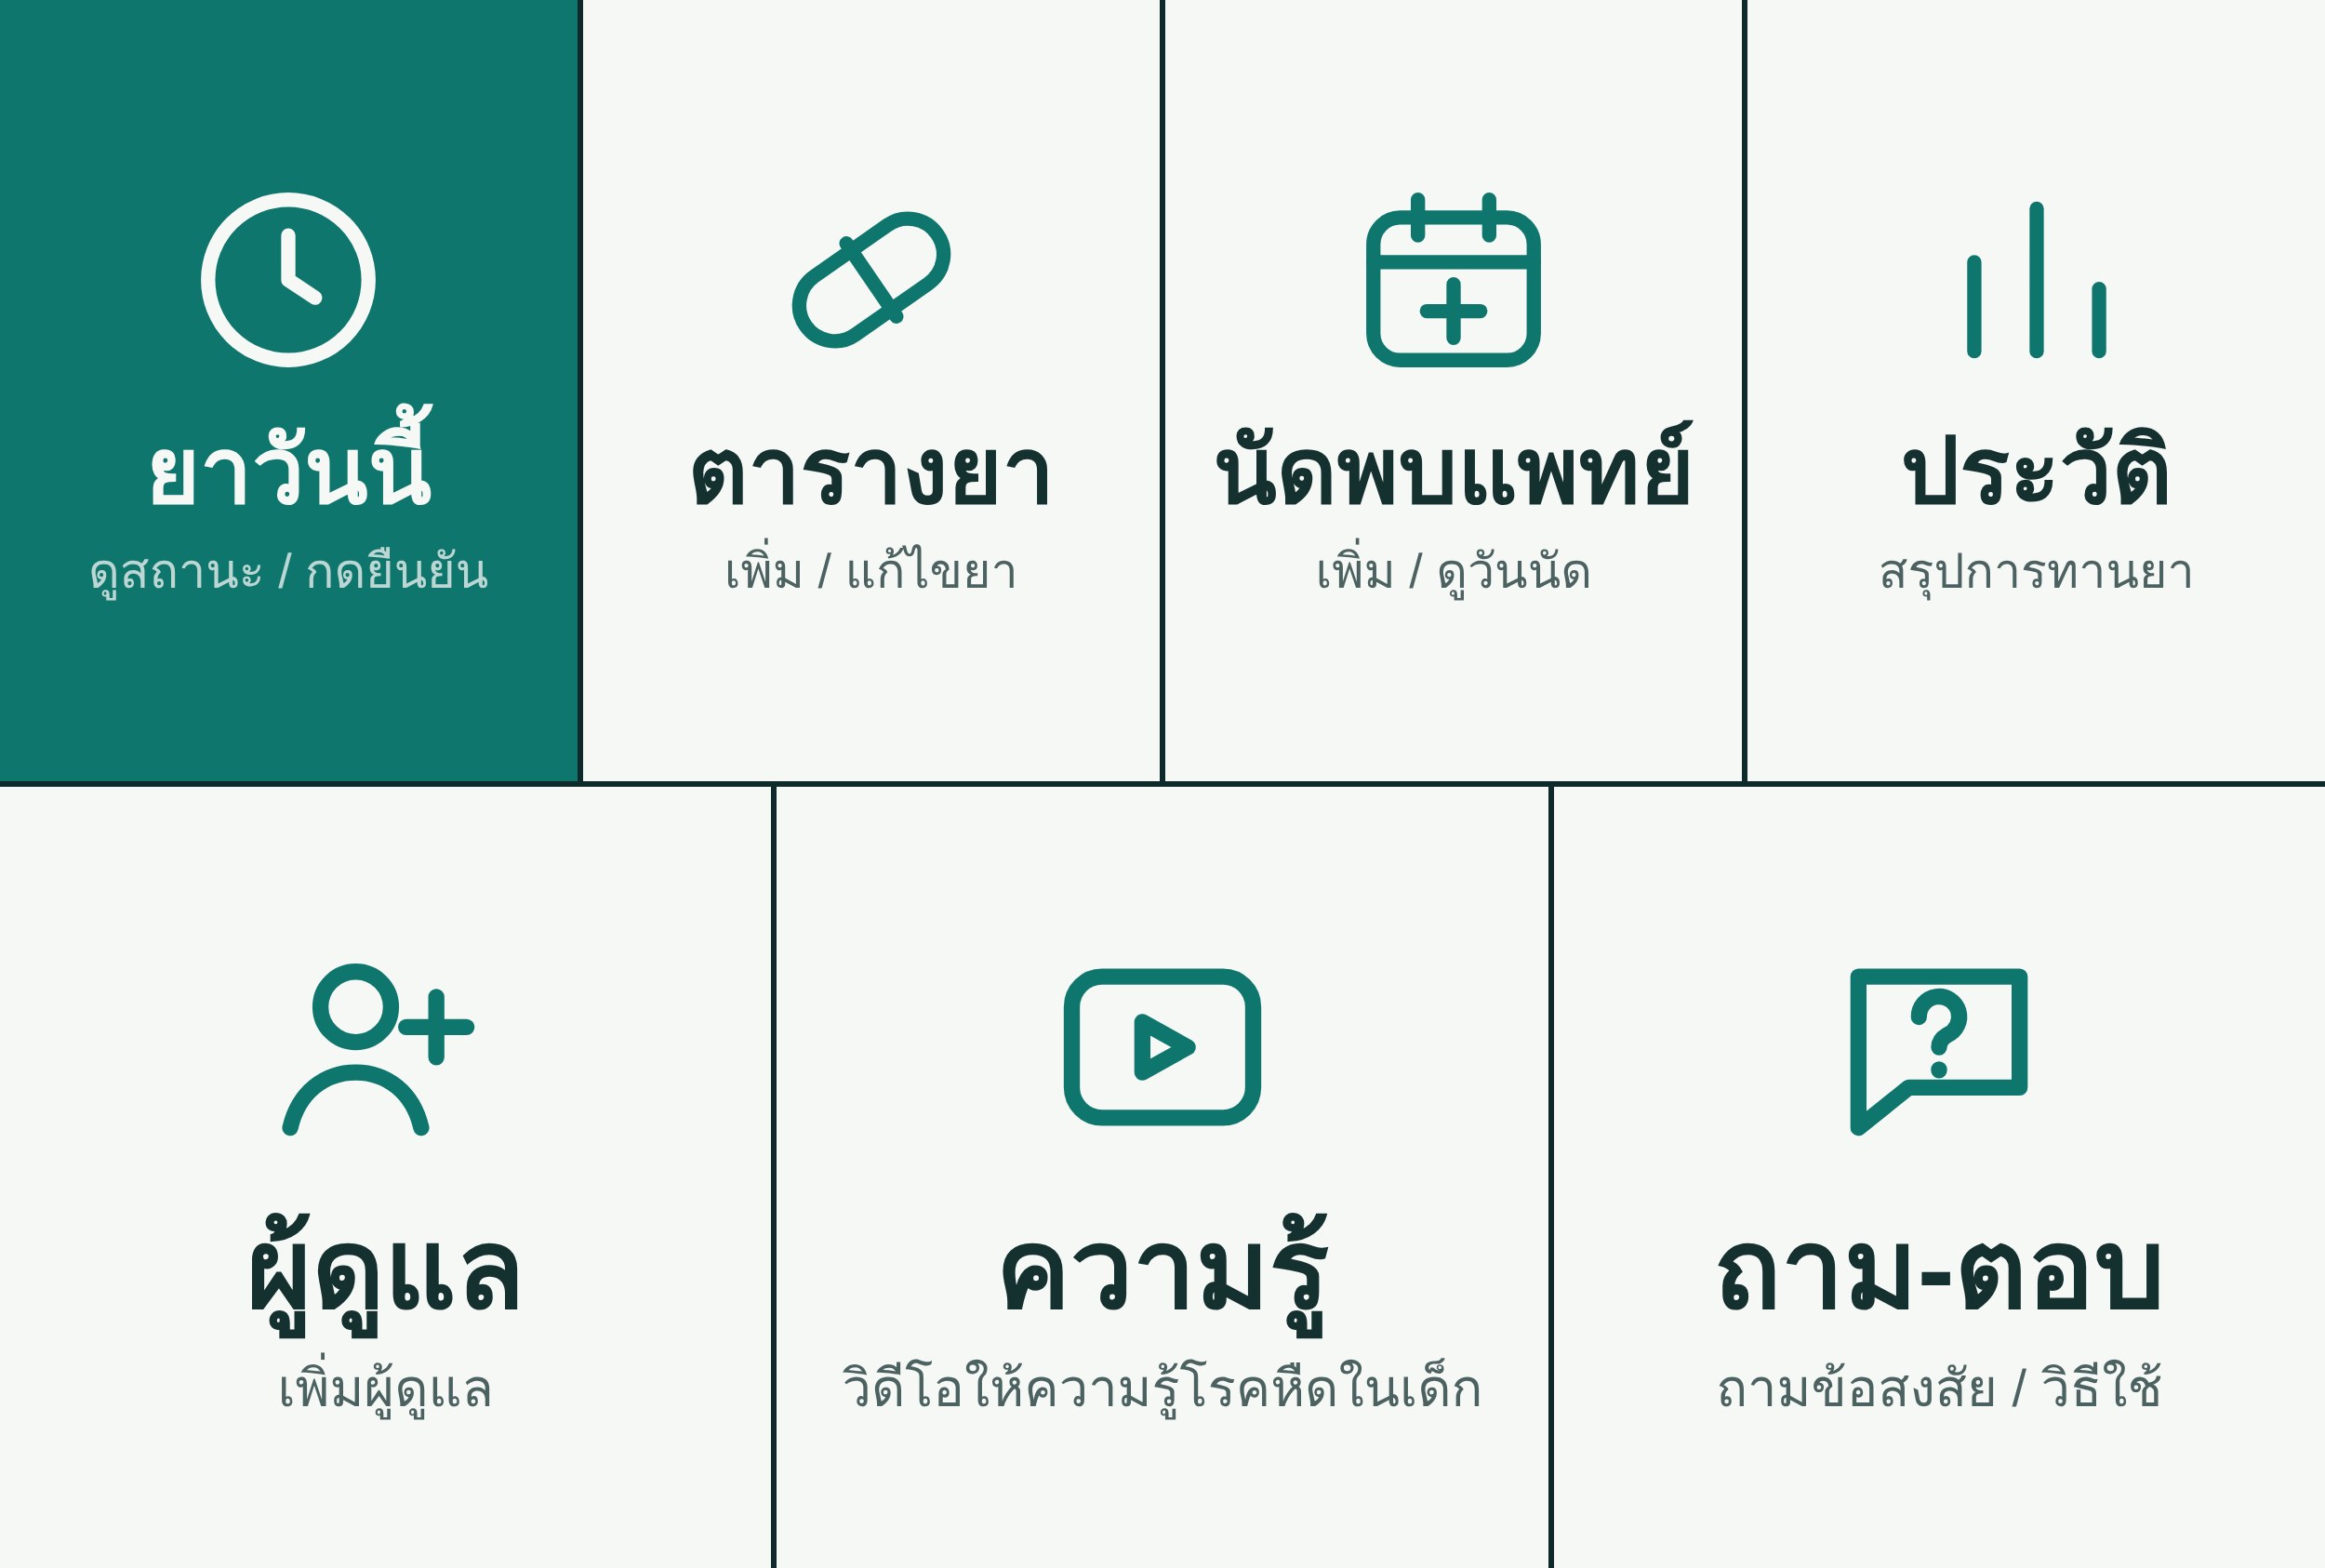 ยาวันนี้
ดูสถานะ / กดยืนยัน
ตารางยา
เพิ่ม / แก้ไขยา
นัดพบแพทย์
เพิ่ม / ดูวันนัด
ประวัติ
สรุปการทานยา
ผู้ดูแล
เพิ่มผู้ดูแล
ความรู้
วิดีโอให้ความรู้โรคหืดในเด็ก
ถาม-ตอบ
ถามข้อสงสัย / วิธีใช้